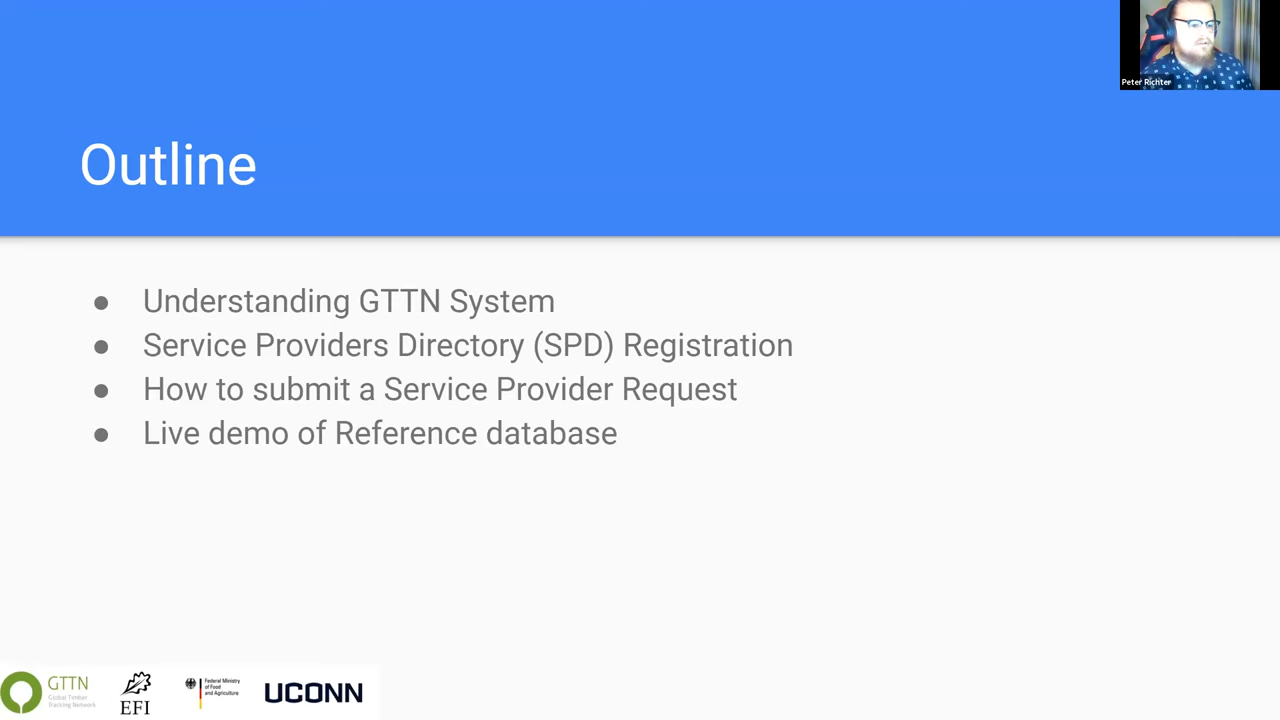 Peter Richter
Outline
● Understanding GTTN System
● Service Providers Directory (SPD) Registration
● How to submit a Service Provider Request
● Live demo of Reference database
GTTN
Global Timber
Tracking Network
EFI
Federal Ministry
of Food
and Agriculture
UCONN